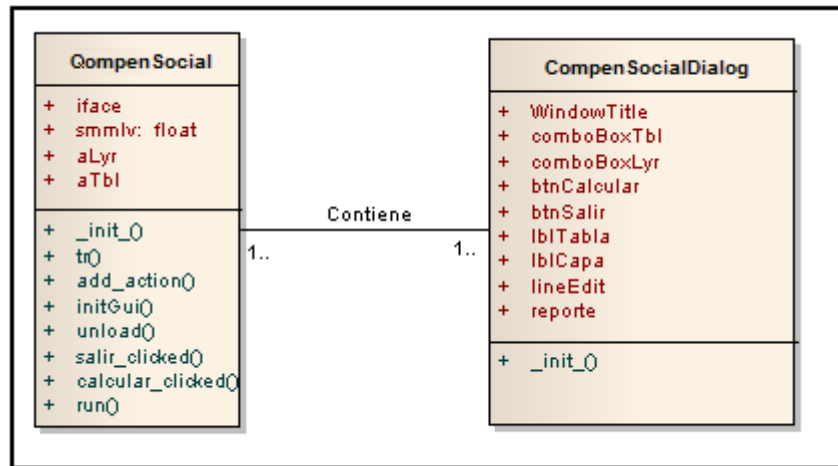 QompenSocial
+ iface
+ smmlv: float
+ aLyr
+ aTbl
+ _init_()
+ tr()
+ add_action()
+ initGui()
+ unload()
+ salir_clicked()
+ calcular_clicked()
+ run()
Contiene
1..
1..
CompenSocialDialog
+ WindowTitle
+ comboBoxTbl
+ comboBoxLyr
+ btnCalcular
+ btnSalir
+ lblTabla
+ lblCapa
+ lineEdit
+ reporte
+ _init_()